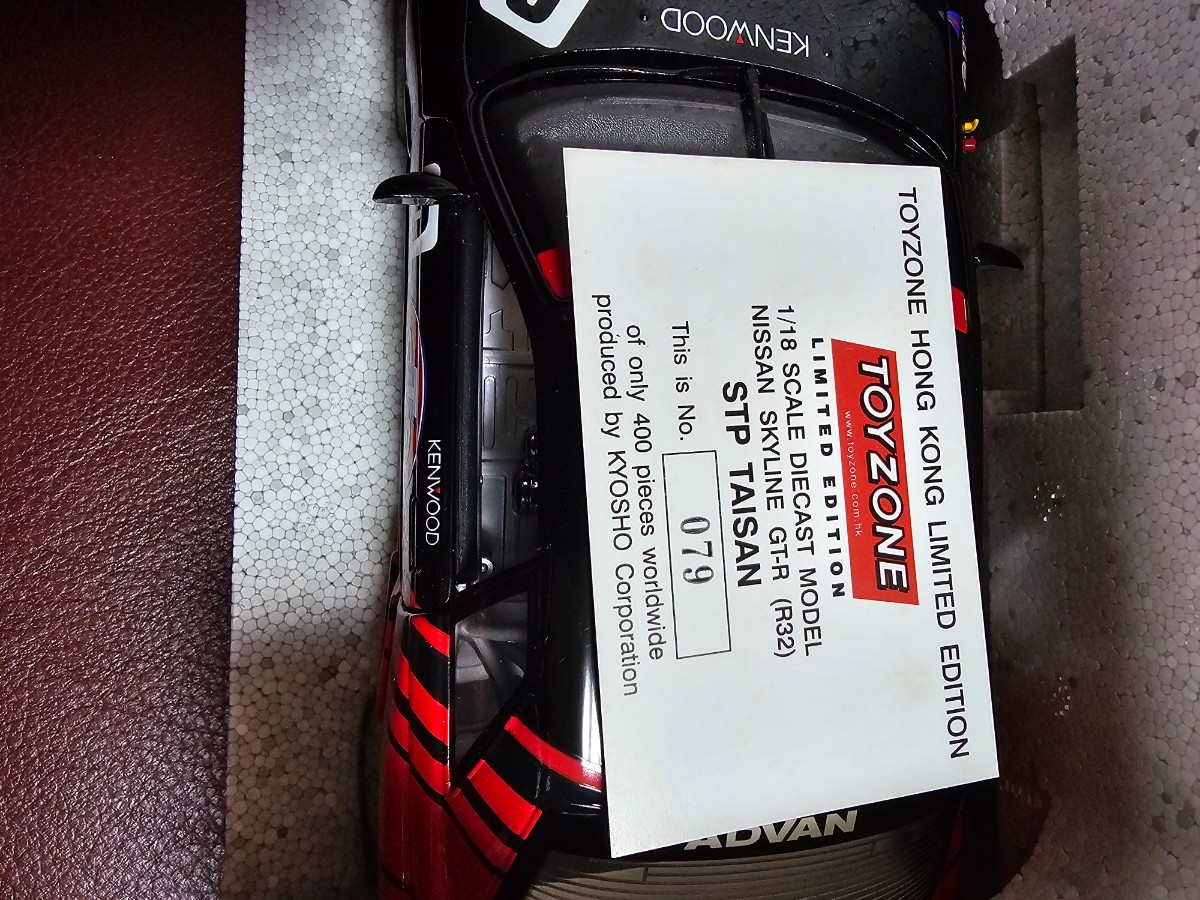 TOYZONE HONG KONG LIMITED EDITION
TOYZONE
www.toyzone.com.hk
LIMITED EDITION
1/18 SCALE DIECAST MODEL
NISSAN SKYLINE GT-R (R32)
STP TAISAN
This is No. 079
of only 400 pieces worldwide
produced by KYOSHO Corporation
KENWOOD
KENWOOD
ADVAN